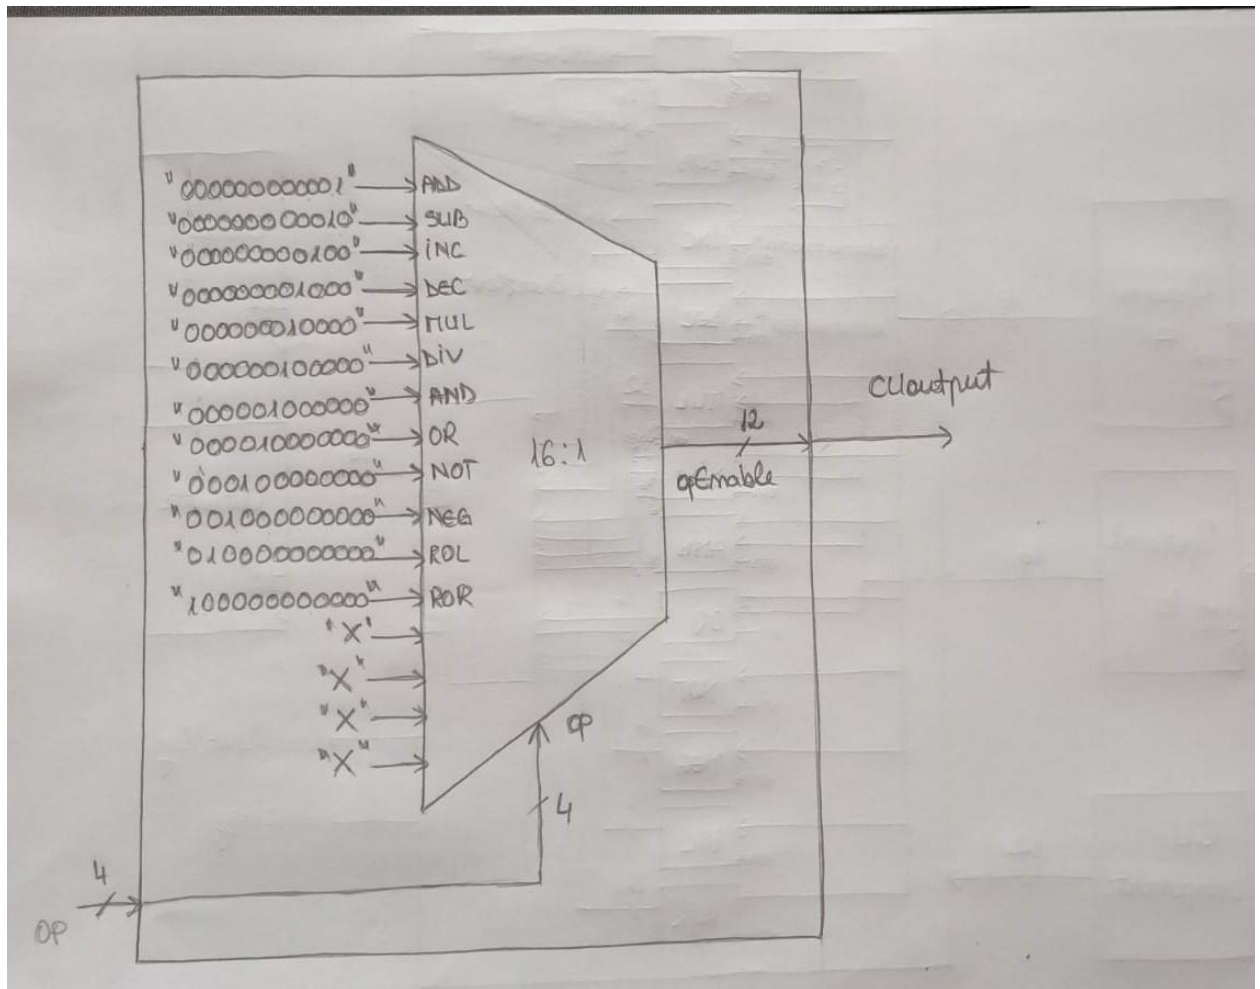 "000000000001" ADD
"000000000010" SUB
"000000000100" INC
"000000001000" DEC
"000000010000" MUL
"000000100000" DIV
"000001000000" AND
"000010000000" OR
"000100000000" NOT
"001000000000" NEG
"010000000000" ROL
"100000000000" ROR
"X"
"X"
"X"
"X"
16:1
12
opEnable
CUoutput
OP
4
4
OP